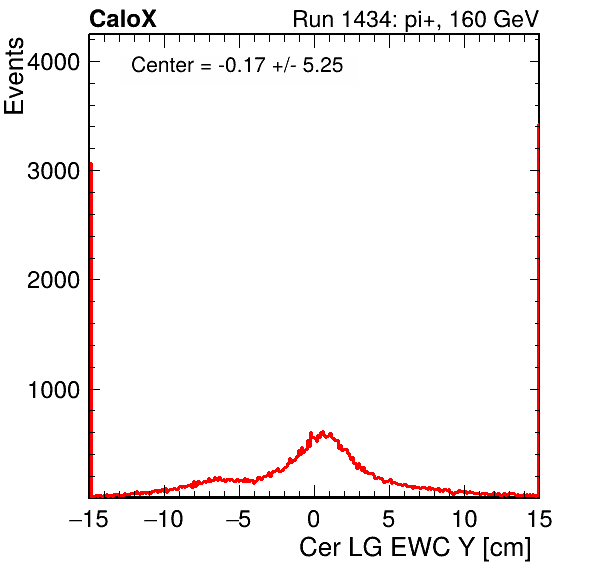 CaloX Run 1434: pi+, 160 GeV
Events
Center = -0.17 +/- 5.25
4000
3000
2000
1000
−15 −10 −5 0 5 10 15
Cer LG EWC Y [cm]